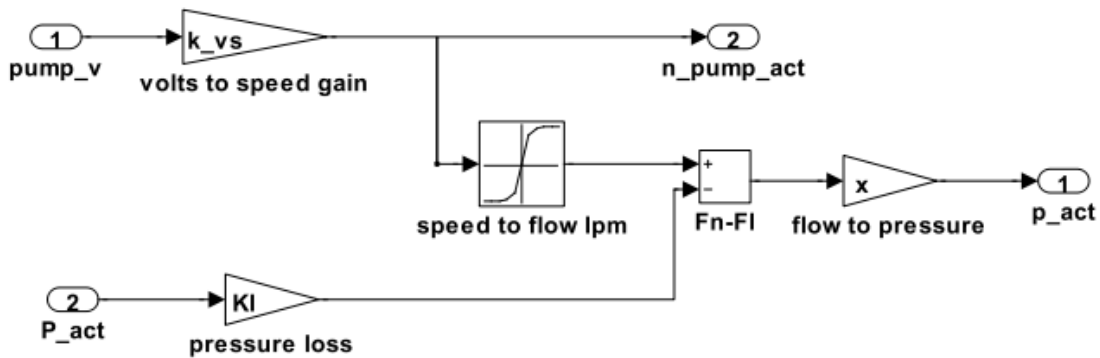 1
pump_v
k_vs
volts to speed gain
2
n_pump_act
speed to flow lpm
+
−
Fn-Fl
x
flow to pressure
1
p_act
2
P_act
Kl
pressure loss